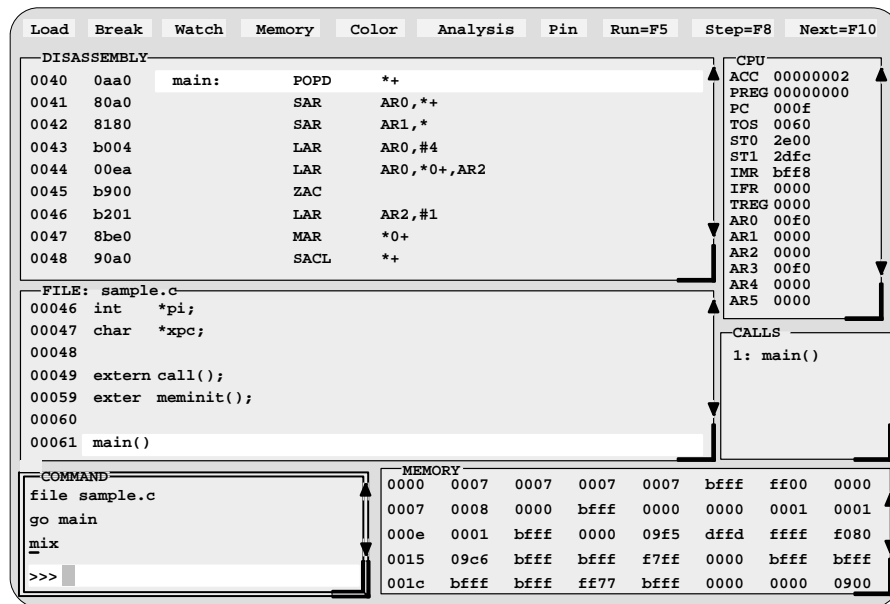 Load Break Watch Memory Color Analysis Pin Run=F5 Step=F8 Next=F10
DISASSEMBLY
0040 0aa0 main: POPD *+
0041 80a0 SAR AR0,*+
0042 8180 SAR AR1,*
0043 b004 LAR AR0,#4
0044 00ea LAR AR0,*0+,AR2
0045 b900 ZAC
0046 b201 LAR AR2,#1
0047 8be0 MAR *0+
0048 90a0 SACL *+
CPU
ACC 00000002
PREG 00000000
PC 000f
TOS 0060
ST0 2e00
ST1 2dfc
IMR bff8
IFR 0000
TREG 0000
AR0 00f0
AR1 0000
AR2 0000
AR3 00f0
AR4 0000
AR5 0000
FILE: sample.c
00046 int *pi;
00047 char *xpc;
00048
00049 extern call();
00059 exter meminit();
00060
00061 main()
CALLS
1: main()
COMMAND
file sample.c
go main
mix
>>>
MEMORY
0000 0007 0007 0007 0007 bfff ff00 0000
0007 0008 0000 bfff 0000 0000 0001 0001
000e 0001 bfff 0000 09f5 dffd ffff f080
0015 09c6 bfff bfff f7ff 0000 bfff bfff
001c bfff bfff ff77 bfff 0000 0000 0900